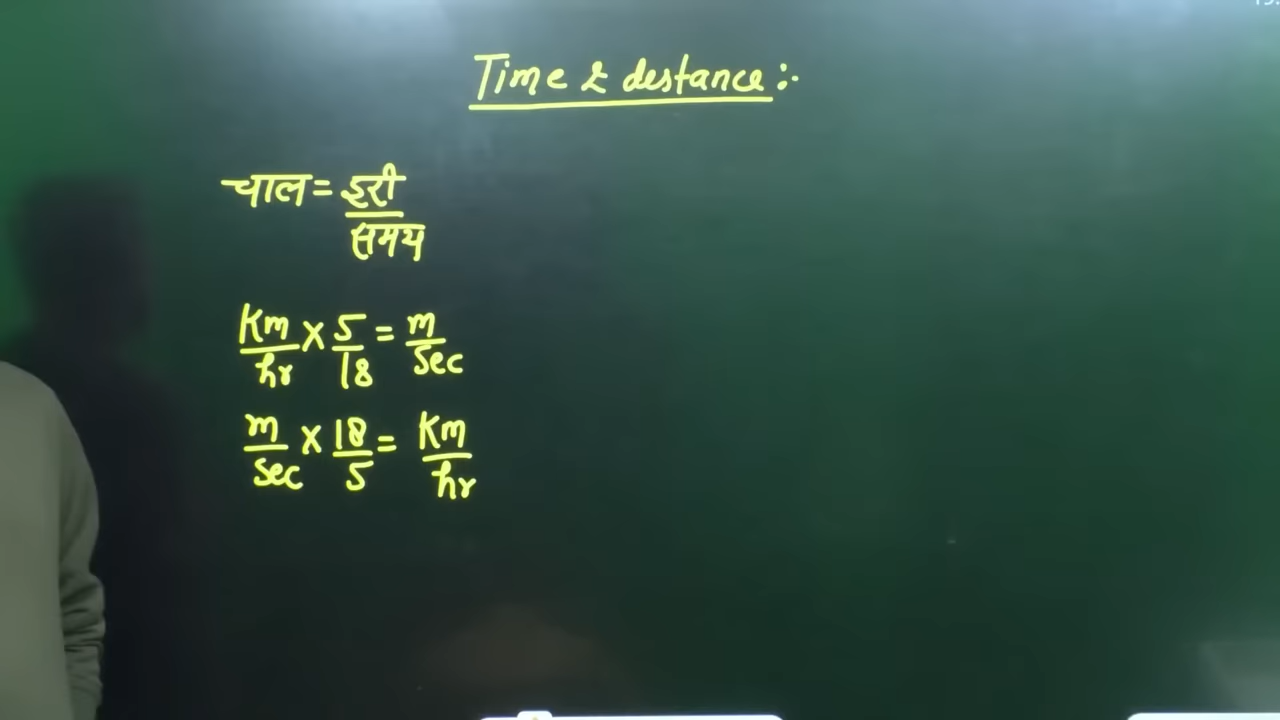 Time & destance :-
चाल = दूरी / समय
Km/hr × 5/18 = m/sec
m/sec × 18/5 = Km/hr